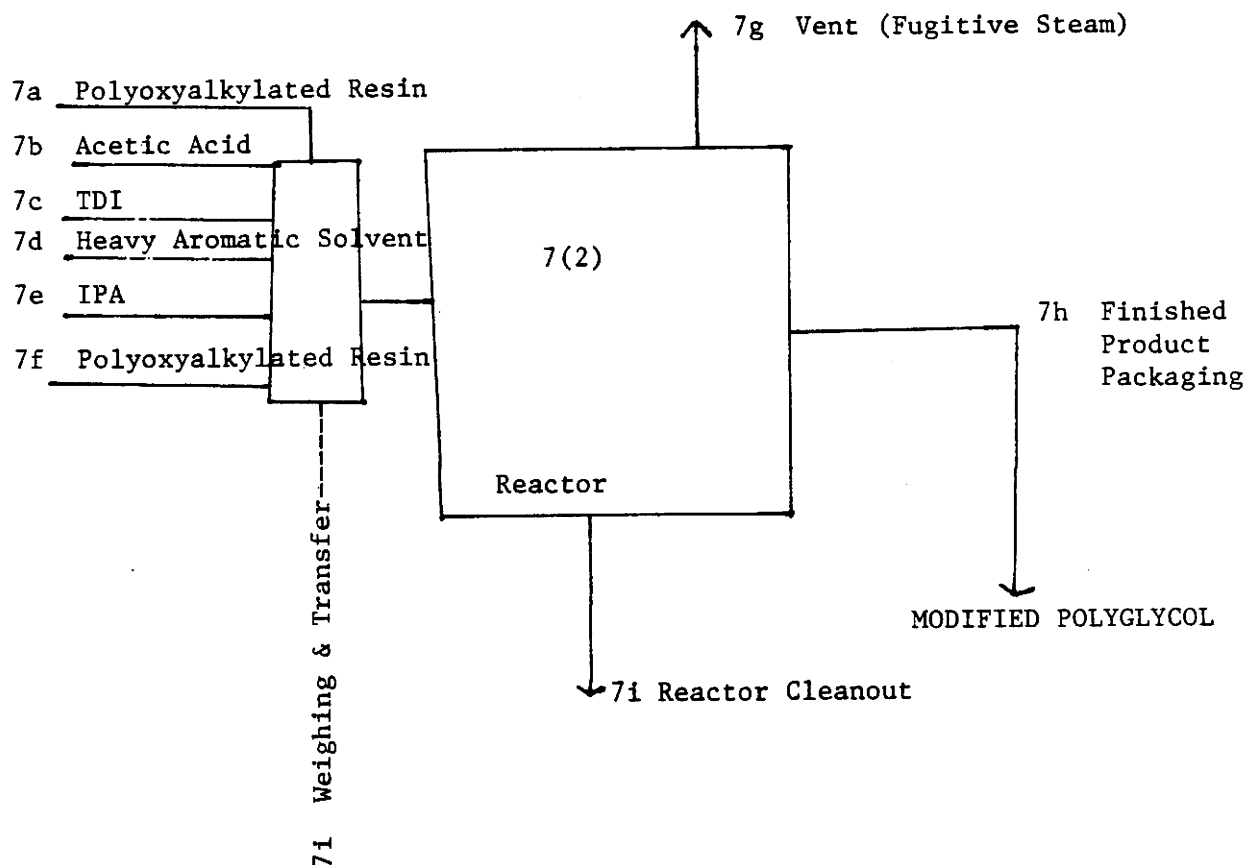 7g Vent (Fugitive Steam)
7a Polyoxyalkylated Resin
7b Acetic Acid
7c TDI
7d Heavy Aromatic Solvent
7e IPA
7f Polyoxyalkylated Resin
7(2)
Reactor
7h Finished
Product
Packaging
MODIFIED POLYGLYCOL
7i Reactor Cleanout
7i Weighing & Transfer